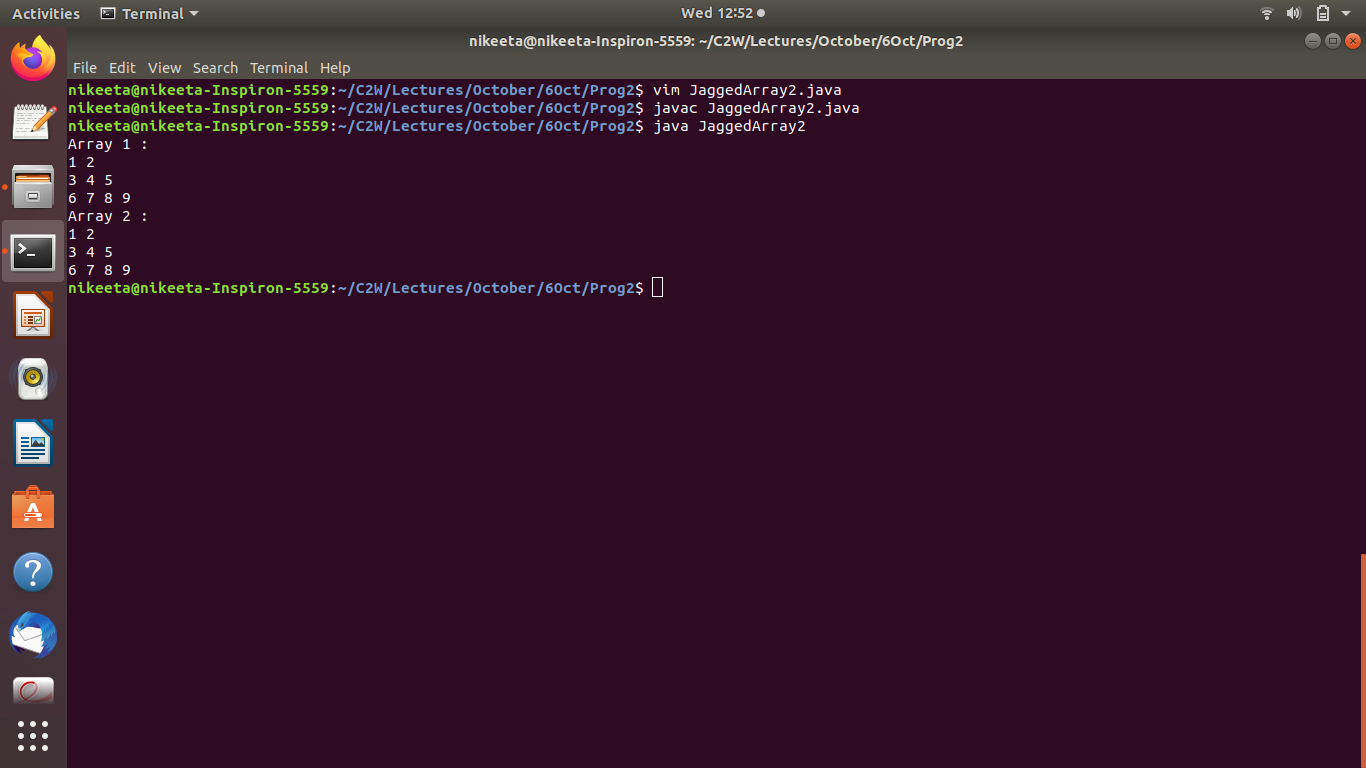 Activities Terminal Wed 12:52
nikeeta@nikeeta-Inspiron-5559: ~/C2W/Lectures/October/6Oct/Prog2
File Edit View Search Terminal Help
nikeeta@nikeeta-Inspiron-5559:~/C2W/Lectures/October/6Oct/Prog2$ vim JaggedArray2.java
nikeeta@nikeeta-Inspiron-5559:~/C2W/Lectures/October/6Oct/Prog2$ javac JaggedArray2.java
nikeeta@nikeeta-Inspiron-5559:~/C2W/Lectures/October/6Oct/Prog2$ java JaggedArray2
Array 1 :
1 2
3 4 5
6 7 8 9
Array 2 :
1 2
3 4 5
6 7 8 9
nikeeta@nikeeta-Inspiron-5559:~/C2W/Lectures/October/6Oct/Prog2$